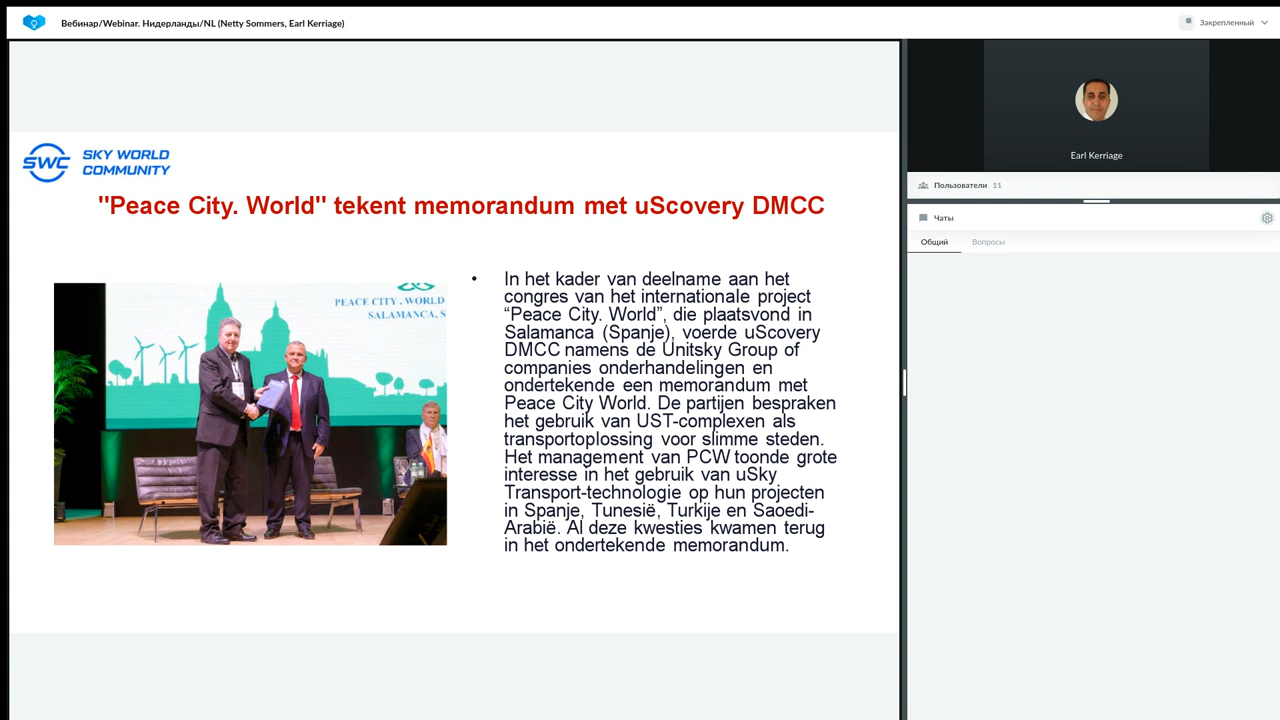 Вебинар/Webinar. Нидерланды/NL (Netty Sommers, Earl Kerriage)
Закрепленный
SWC
SKY WORLD
COMMUNITY
"Peace City. World" tekent memorandum met uScovery DMCC
PEACE CITY . WORLD
SALAMANCA, S
• In het kader van deelname aan het
congres van het internationale project
“Peace City. World”, die plaatsvond in
Salamanca (Spanje), voerde uScovery
DMCC namens de Unitsky Group of
companies onderhandelingen en
ondertekende een memorandum met
Peace City World. De partijen bespraken
het gebruik van UST-complexen als
transportoplossing voor slimme steden.
Het management van PCW toonde grote
interesse in het gebruik van uSky
Transport-technologie op hun projecten
in Spanje, Tunesië, Turkije en Saoedi-
Arabië. Al deze kwesties kwamen terug
in het ondertekende memorandum.
Earl Kerriage
Пользователи 11
Чаты
Общий
Вопросы